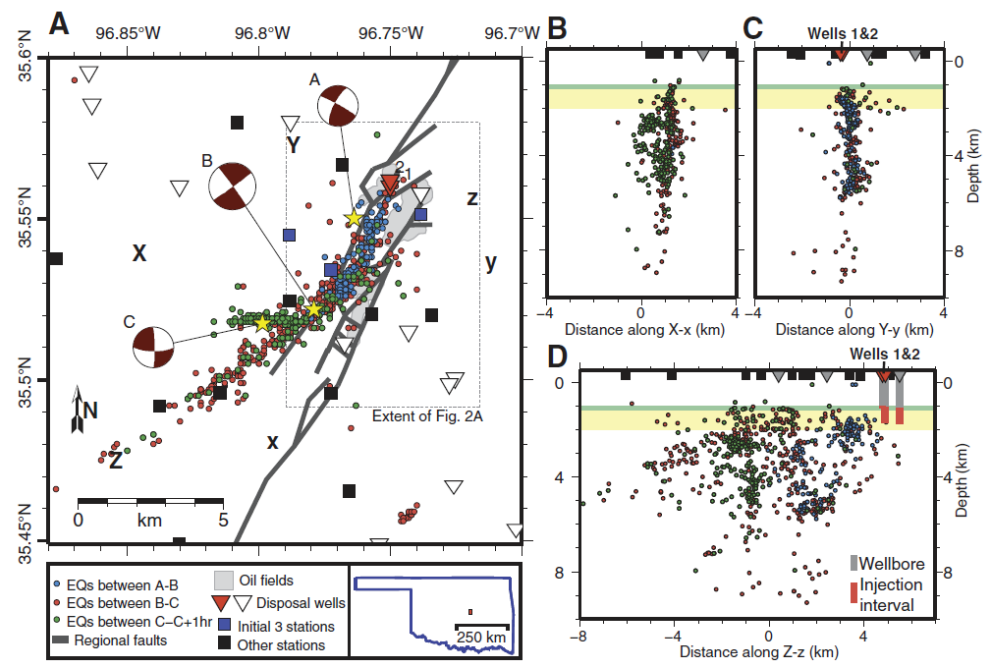 A
96.85°W 96.8°W 96.75°W 96.7°W
35.6°N
35.55°N
35.5°N
35.45°N
A
B
C
Y
2
1
z
X
y
Extent of Fig. 2A
N
x
Z
0 km 5
EQs between A-B
EQs between B-C
EQs between C–C+1hr
Regional faults
Oil fields
Disposal wells
Initial 3 stations
Other stations
250 km
B
−4 0 4
Distance along X-x (km)
C
Wells 1&2
0
4
8
Depth (km)
−4 0 4
Distance along Y-y (km)
D
Wells 1&2
0 0
4 4
8 8
Depth (km)
Wellbore
Injection
interval
−8 −4 0 4
Distance along Z-z (km)